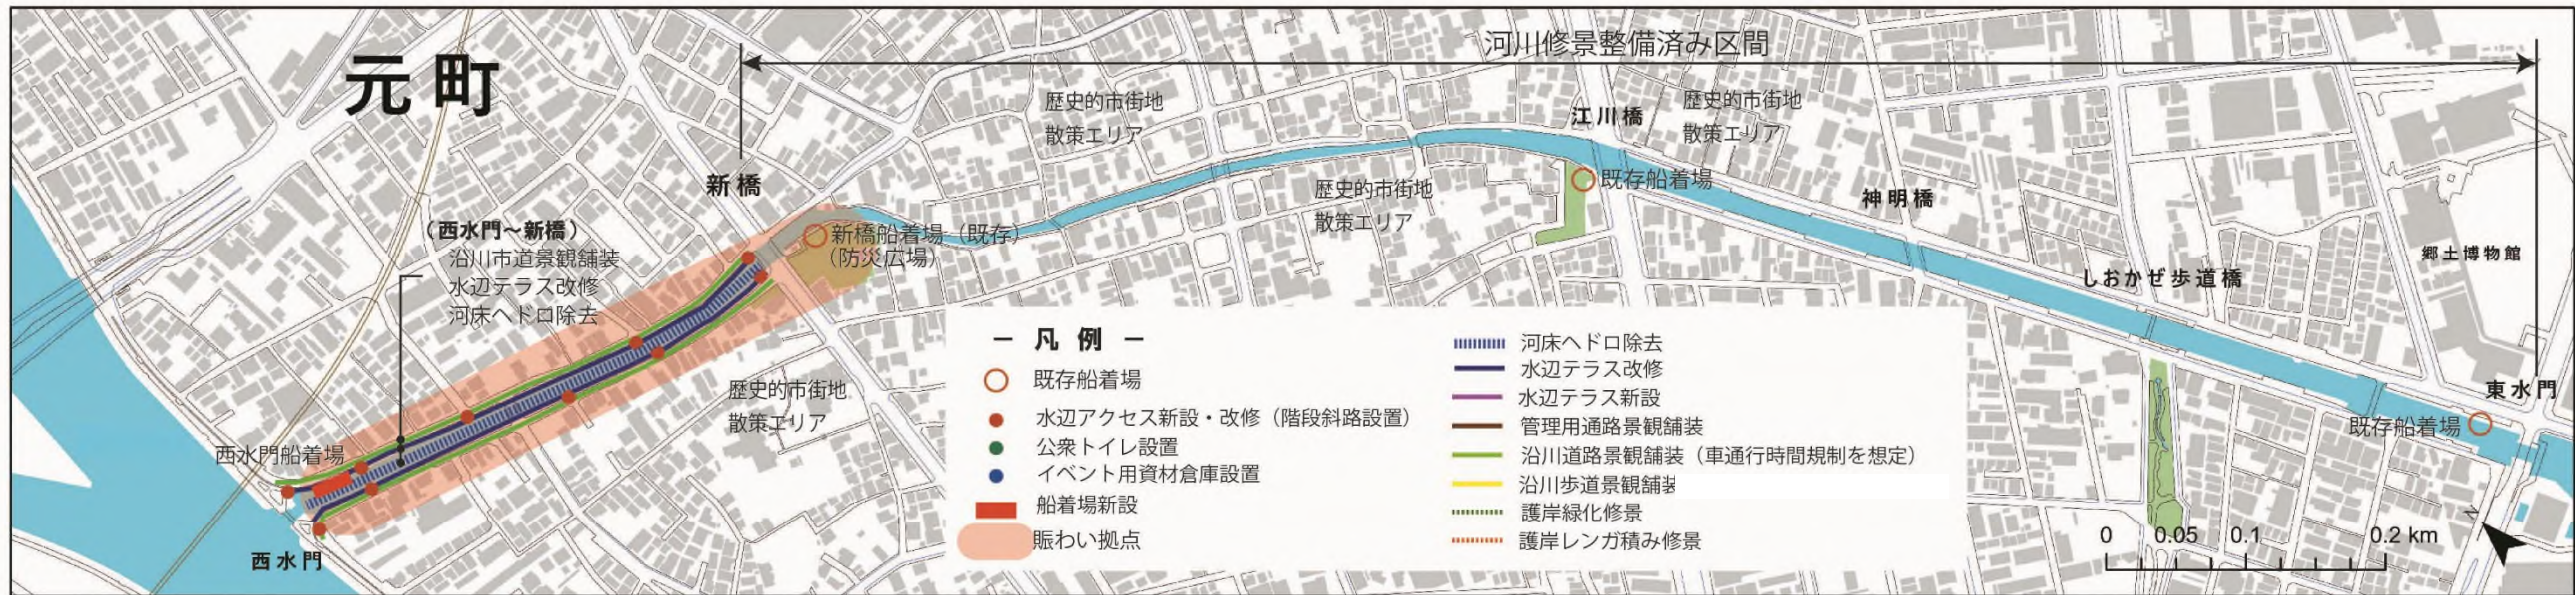 元町
河川修景整備済み区間
歴史的市街地
散策エリア
江川橋
歴史的市街地
散策エリア
新橋
既存船着場
歴史的市街地
散策エリア
神明橋
(西水門～新橋)
沿川市道景観舗装
水辺テラス改修
河床ヘドロ除去
新橋船着場（既存）
（防災広場）
郷土博物館
しおかぜ歩道橋
東水門
既存船着場
歴史的市街地
散策エリア
西水門船着場
西水門
－ 凡 例 －
既存船着場
水辺アクセス新設・改修（階段斜路設置）
公衆トイレ設置
イベント用資材倉庫設置
船着場新設
賑わい拠点
河床ヘドロ除去
水辺テラス改修
水辺テラス新設
管理用通路景観舗装
沿川道路景観舗装（車通行時間規制を想定）
沿川歩道景観舗装
護岸緑化修景
護岸レンガ積み修景
N
0 0.05 0.1 0.2 km